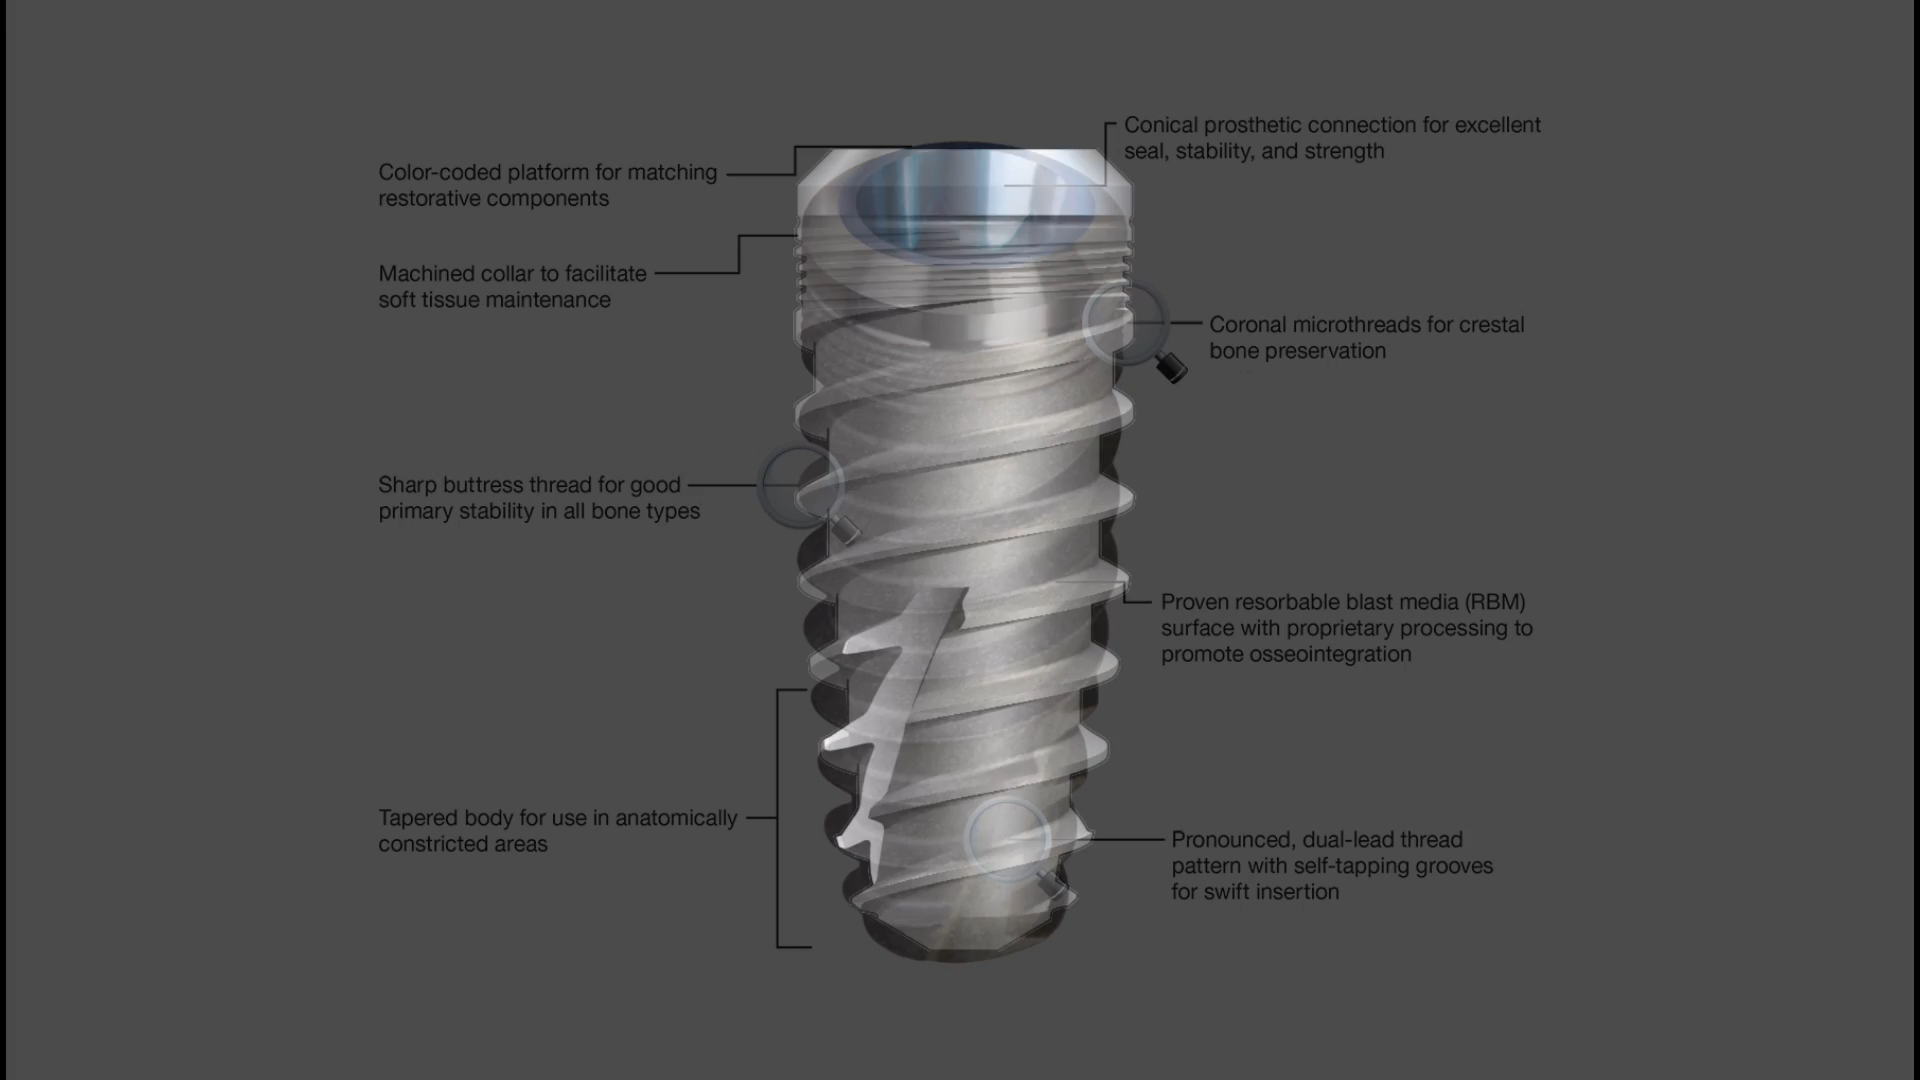 Color-coded platform for matching
restorative components
Machined collar to facilitate
soft tissue maintenance
Sharp buttress thread for good
primary stability in all bone types
Tapered body for use in anatomically
constricted areas
Conical prosthetic connection for excellent
seal, stability, and strength
Coronal microthreads for crestal
bone preservation
Proven resorbable blast media (RBM)
surface with proprietary processing to
promote osseointegration
Pronounced, dual-lead thread
pattern with self-tapping grooves
for swift insertion